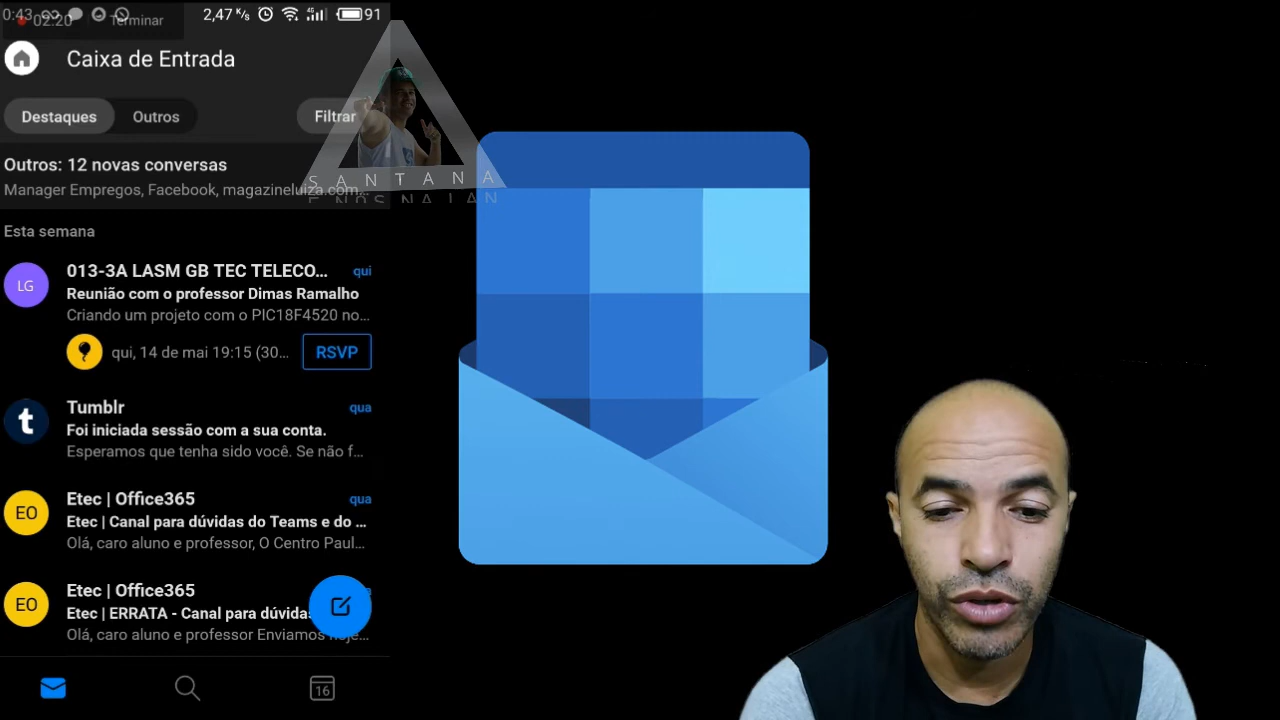 0:43
02:20 Terminar
2,47 K/s
4G
91
Caixa de Entrada
Destaques
Outros
Filtrar
Outros: 12 novas conversas
Manager Empregos, Facebook, magazineluiza.com...
SANTANA
Esta semana
LG
013-3A LASM GB TEC TELECO... qui
Reunião com o professor Dimas Ramalho
Criando um projeto com o PIC18F4520 no...
qui, 14 de mai 19:15 (30... RSVP
t
Tumblr qua
Foi iniciada sessão com a sua conta.
Esperamos que tenha sido você. Se não f...
EO
Etec | Office365 qua
Etec | Canal para dúvidas do Teams e do ...
Olá, caro aluno e professor, O Centro Paul...
EO
Etec | Office365
Etec | ERRATA - Canal para dúvidas
Olá, caro aluno e professor Enviamos hoje...
16